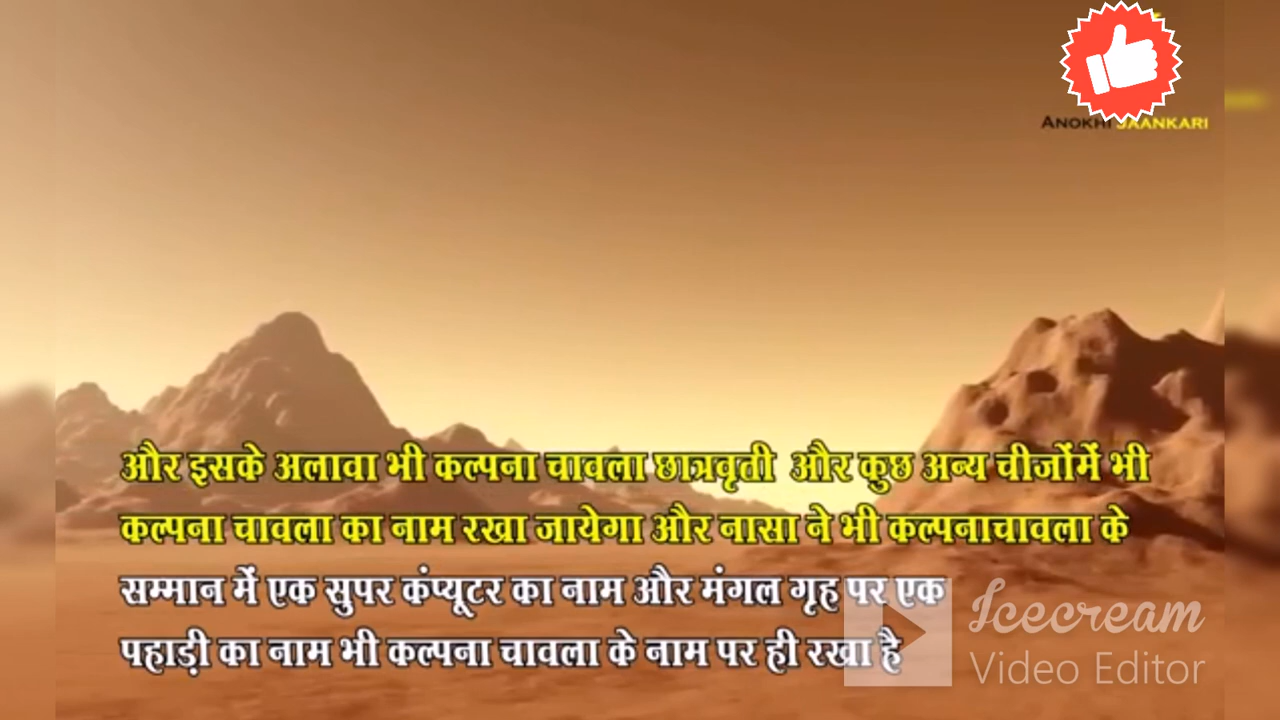 ANOKHI JAANKARI
और इसके अलावा भी कल्पना चावला छात्रवृती और कुछ अन्य चीजोंमें भी
कल्पना चावला का नाम रखा जायेगा और नासा ने भी कल्पनाचावला के
सम्मान में एक सुपर कंप्यूटर का नाम और मंगल गृह पर एक
पहाड़ी का नाम भी कल्पना चावला के नाम पर ही रखा है
Icecream
Video Editor